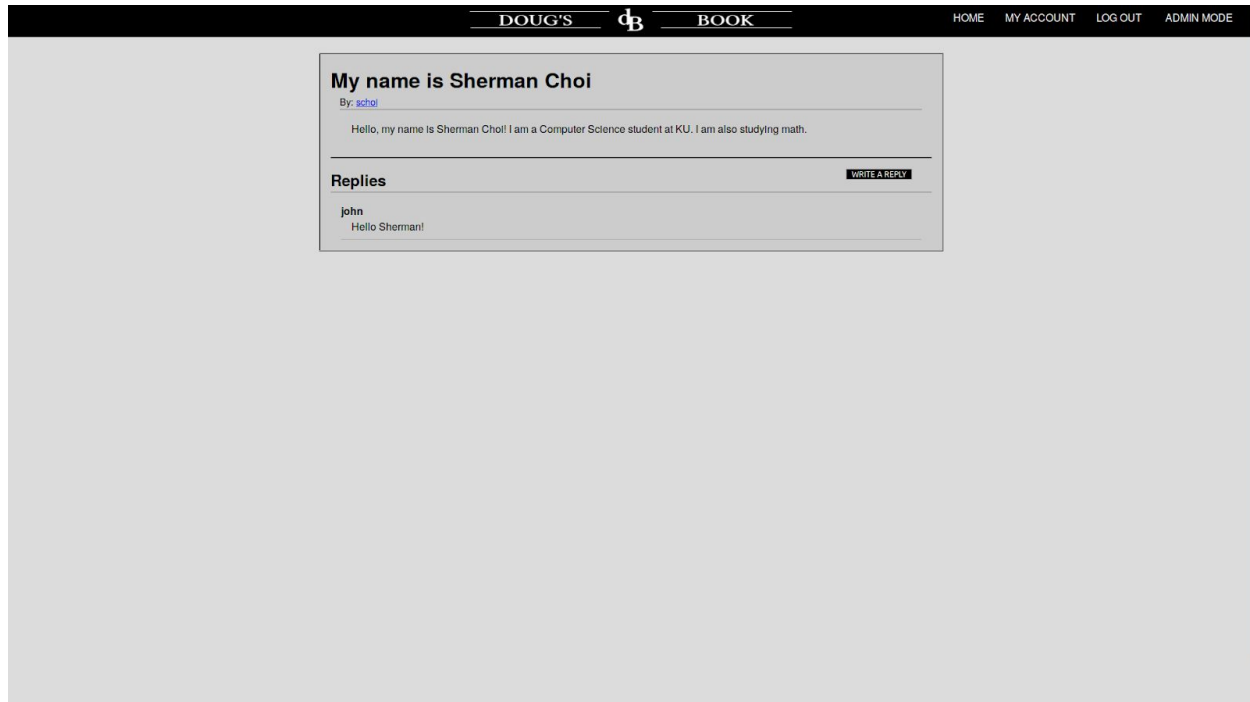 DOUG'S dB BOOK
HOME MY ACCOUNT LOG OUT ADMIN MODE
My name is Sherman Choi
By: schoi
Hello, my name is Sherman Choi! I am a Computer Science student at KU. I am also studying math.
Replies
WRITE A REPLY
john
Hello Sherman!